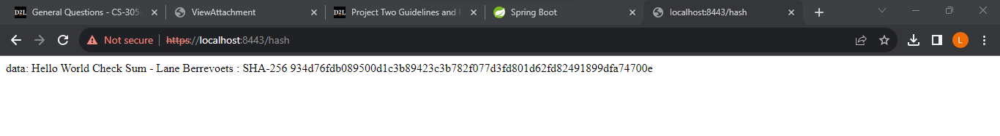 D2L General Questions - CS-305-
ViewAttachment
D2L Project Two Guidelines and
Spring Boot
localhost:8443/hash
Not secure https://localhost:8443/hash
L
data: Hello World Check Sum - Lane Berrevoets : SHA-256 934d76fdb089500d1c3b89423c3b782f077d3fd801d62fd82491899dfa74700e